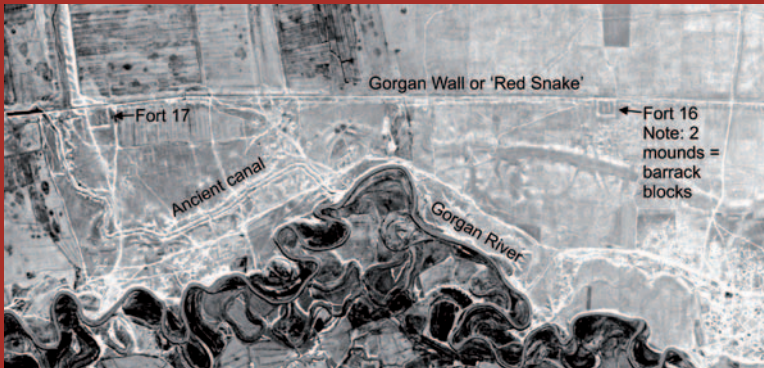 Gorgan Wall or ‘Red Snake’
Fort 17
Fort 16
Note: 2
mounds =
barrack
blocks
Ancient canal
Gorgan River